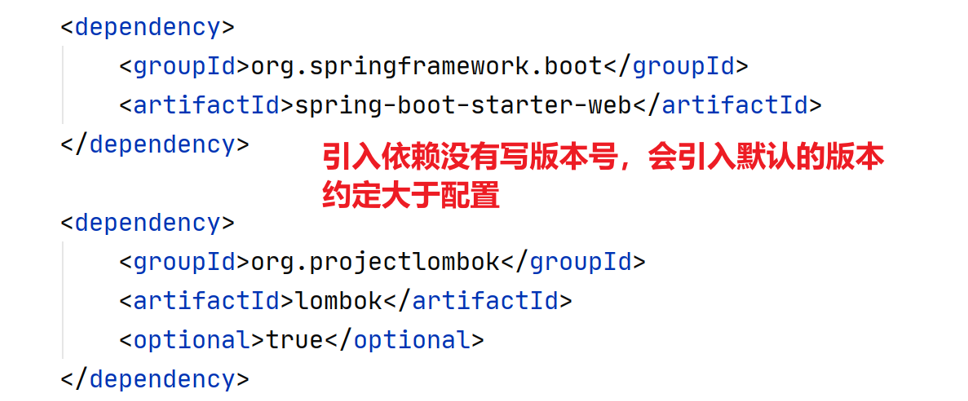 <dependency>
<groupId>org.springframework.boot</groupId>
<artifactId>spring-boot-starter-web</artifactId>
</dependency>
引入依赖没有写版本号，会引入默认的版本
约定大于配置
<dependency>
<groupId>org.projectlombok</groupId>
<artifactId>lombok</artifactId>
<optional>true</optional>
</dependency>